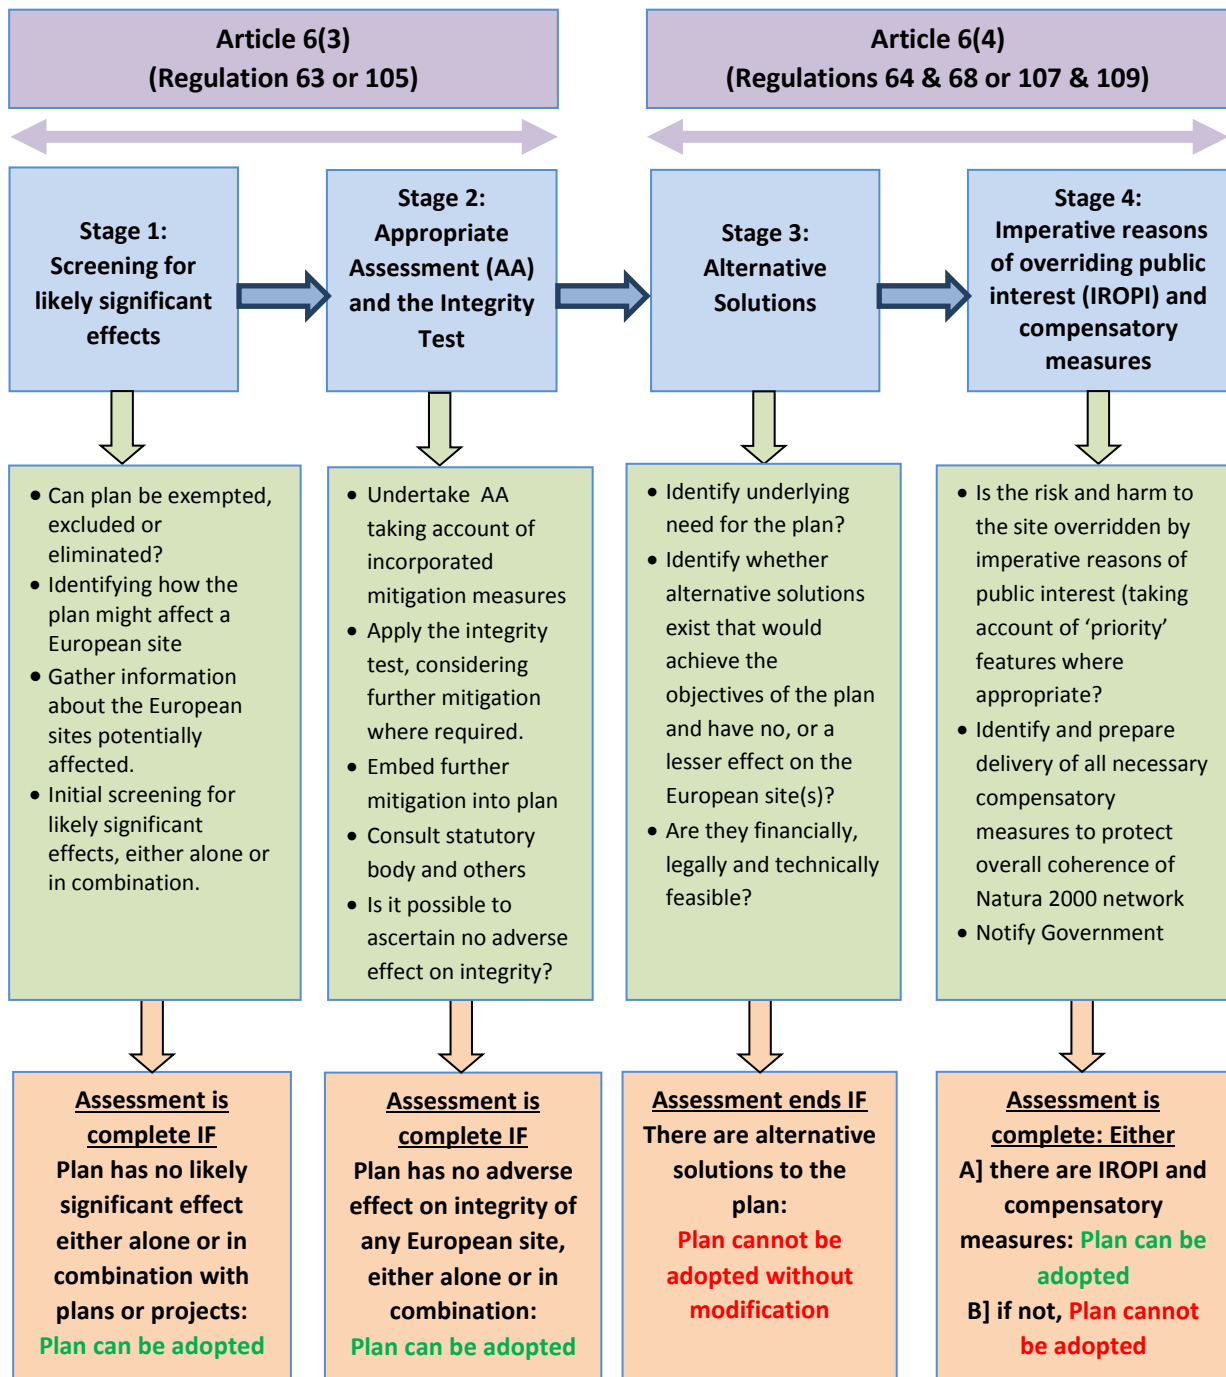 Article 6(3)
(Regulation 63 or 105)
Article 6(4)
(Regulations 64 & 68 or 107 & 109)
Stage 1:
Screening for
likely significant
effects
Stage 2:
Appropriate
Assessment (AA)
and the Integrity
Test
Stage 3:
Alternative
Solutions
Stage 4:
Imperative reasons
of overriding public
interest (IROPI) and
compensatory
measures
• Can plan be exempted,
excluded or
eliminated?
• Identifying how the
plan might affect a
European site
• Gather information
about the European
sites potentially
affected.
• Initial screening for
likely significant
effects, either alone or
in combination.
• Undertake AA
taking account of
incorporated
mitigation measures
• Apply the integrity
test, considering
further mitigation
where required.
• Embed further
mitigation into plan
• Consult statutory
body and others
• Is it possible to
ascertain no adverse
effect on integrity?
• Identify underlying
need for the plan?
• Identify whether
alternative solutions
exist that would
achieve the
objectives of the plan
and have no, or a
lesser effect on the
European site(s)?
• Are they financially,
legally and technically
feasible?
• Is the risk and harm to
the site overridden by
imperative reasons of
public interest (taking
account of ‘priority’
features where
appropriate?
• Identify and prepare
delivery of all necessary
compensatory
measures to protect
overall coherence of
Natura 2000 network
• Notify Government
Assessment is
complete IF
Plan has no likely
significant effect
either alone or in
combination with
plans or projects:
Plan can be adopted
Assessment is
complete IF
Plan has no adverse
effect on integrity of
any European site,
either alone or in
combination:
Plan can be adopted
Assessment ends IF
There are alternative
solutions to the
plan:
Plan cannot be
adopted without
modification
Assessment is
complete: Either
A] there are IROPI and
compensatory
measures: Plan can be
adopted
B] if not, Plan cannot
be adopted